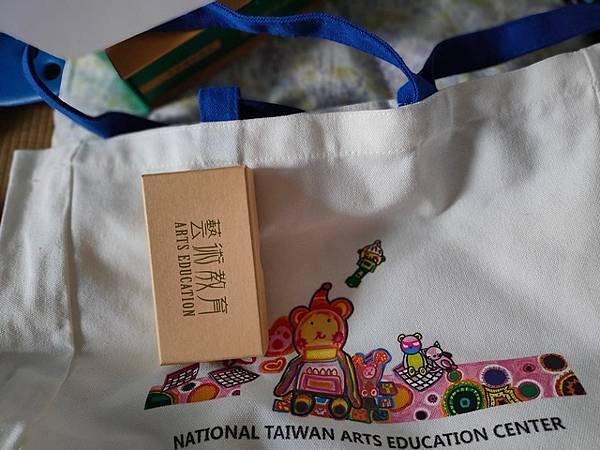 藝術教育
ARTS EDUCATION
NATIONAL TAIWAN ARTS EDUCATION CENTER